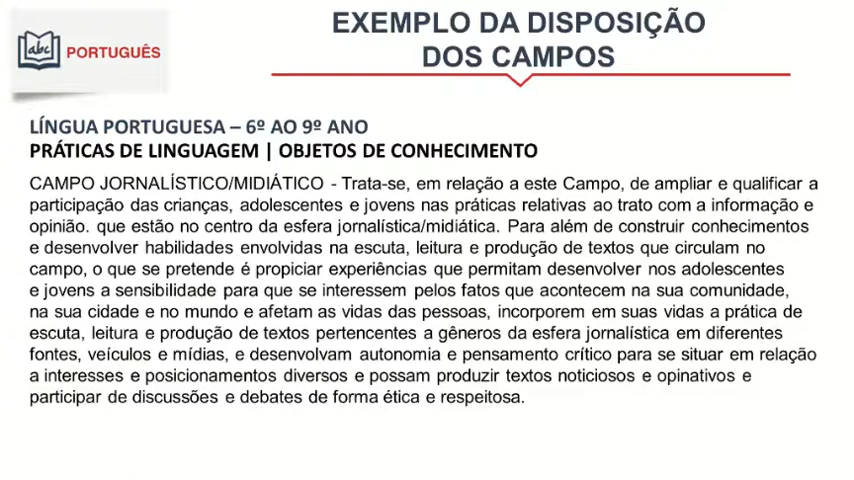 EXEMPLO DA DISPOSIÇÃO
DOS CAMPOS
abc PORTUGUÊS
LÍNGUA PORTUGUESA – 6º AO 9º ANO
PRÁTICAS DE LINGUAGEM | OBJETOS DE CONHECIMENTO
CAMPO JORNALÍSTICO/MIDIÁTICO - Trata-se, em relação a este Campo, de ampliar e qualificar a
participação das crianças, adolescentes e jovens nas práticas relativas ao trato com a informação e
opinião. que estão no centro da esfera jornalística/midiática. Para além de construir conhecimentos
e desenvolver habilidades envolvidas na escuta, leitura e produção de textos que circulam no
campo, o que se pretende é propiciar experiências que permitam desenvolver nos adolescentes
e jovens a sensibilidade para que se interessem pelos fatos que acontecem na sua comunidade,
na sua cidade e no mundo e afetam as vidas das pessoas, incorporem em suas vidas a prática de
escuta, leitura e produção de textos pertencentes a gêneros da esfera jornalística em diferentes
fontes, veículos e mídias, e desenvolvam autonomia e pensamento crítico para se situar em relação
a interesses e posicionamentos diversos e possam produzir textos noticiosos e opinativos e
participar de discussões e debates de forma ética e respeitosa.